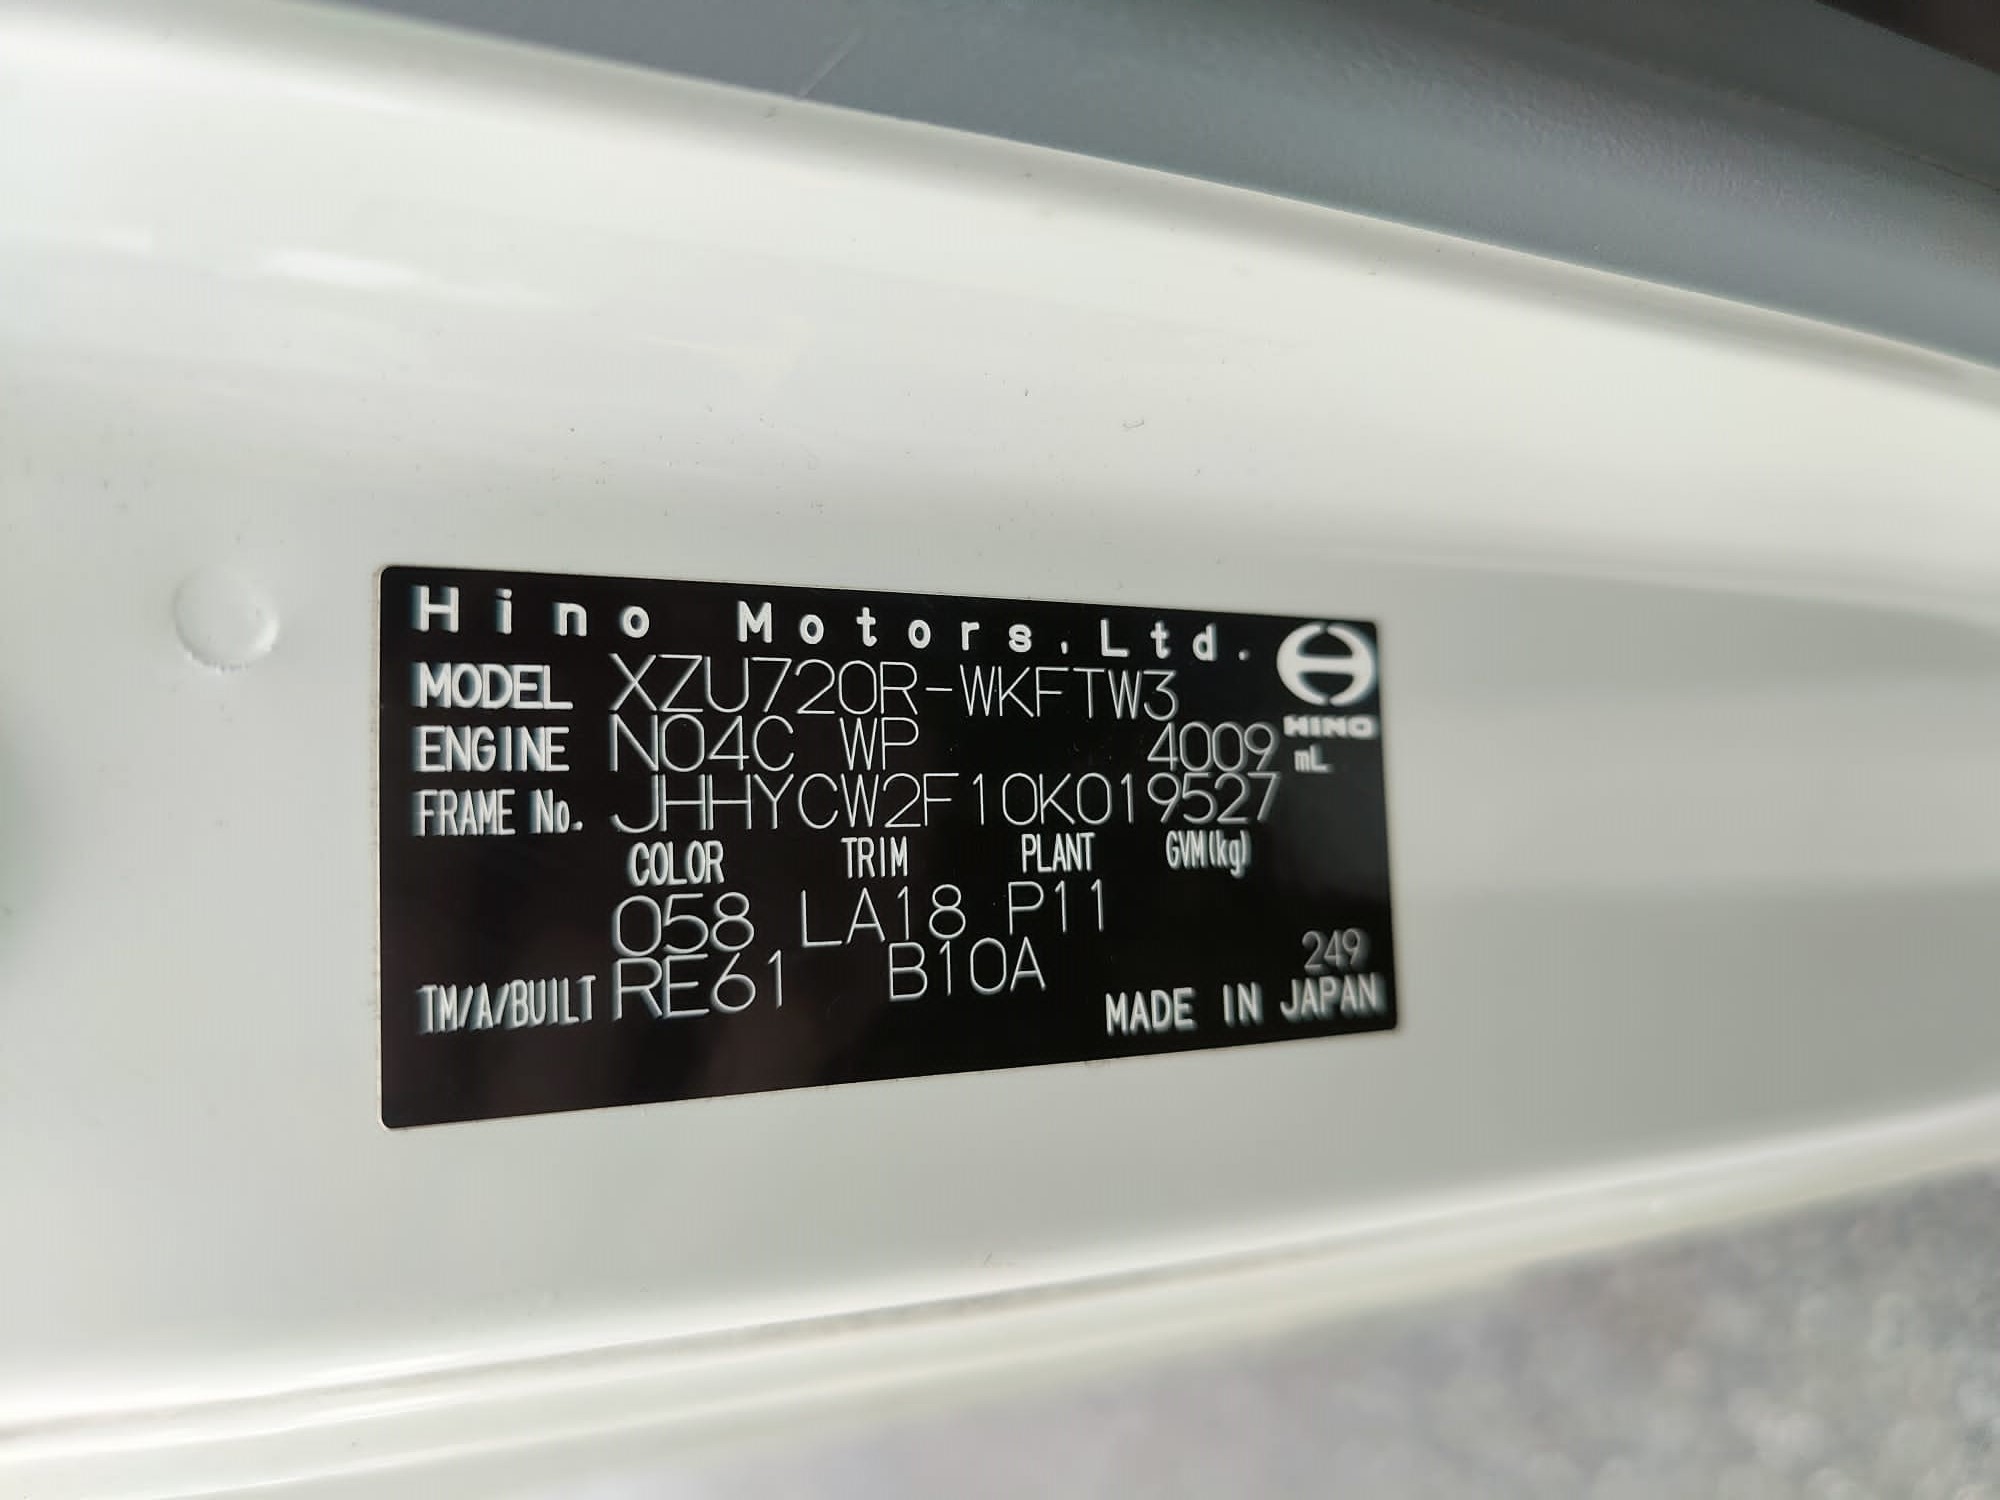 Hino Motors, Ltd.
HINO
MODEL XZU720R-WKFTW3
ENGINE N04C WP 4009 mL
FRAME No. JHHYCW2F10K019527
COLOR TRIM PLANT GVM(kg)
058 LA18 P11
TM/A/BUILT RE61 B10A 249
MADE IN JAPAN